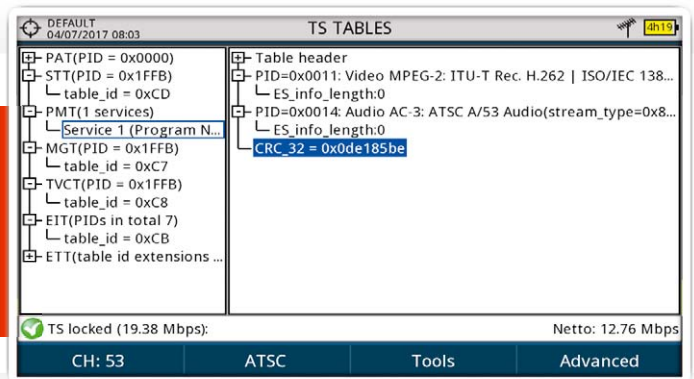 DEFAULT
04/07/2017 08:03
TS TABLES
4h19
PAT(PID = 0x0000)
STT(PID = 0x1FFB)
table_id = 0xCD
PMT(1 services)
Service 1 (Program N...
MGT(PID = 0x1FFB)
table_id = 0xC7
TVCT(PID = 0x1FFB)
table_id = 0xC8
EIT(PIDs in total 7)
table_id = 0xCB
ETT(table id extensions ...
Table header
PID=0x0011: Video MPEG-2: ITU-T Rec. H.262 | ISO/IEC 138...
ES_info_length:0
PID=0x0014: Audio AC-3: ATSC A/53 Audio(stream_type=0x8...
ES_info_length:0
CRC_32 = 0x0de185be
TS locked (19.38 Mbps):
Netto: 12.76 Mbps
CH: 53
ATSC
Tools
Advanced